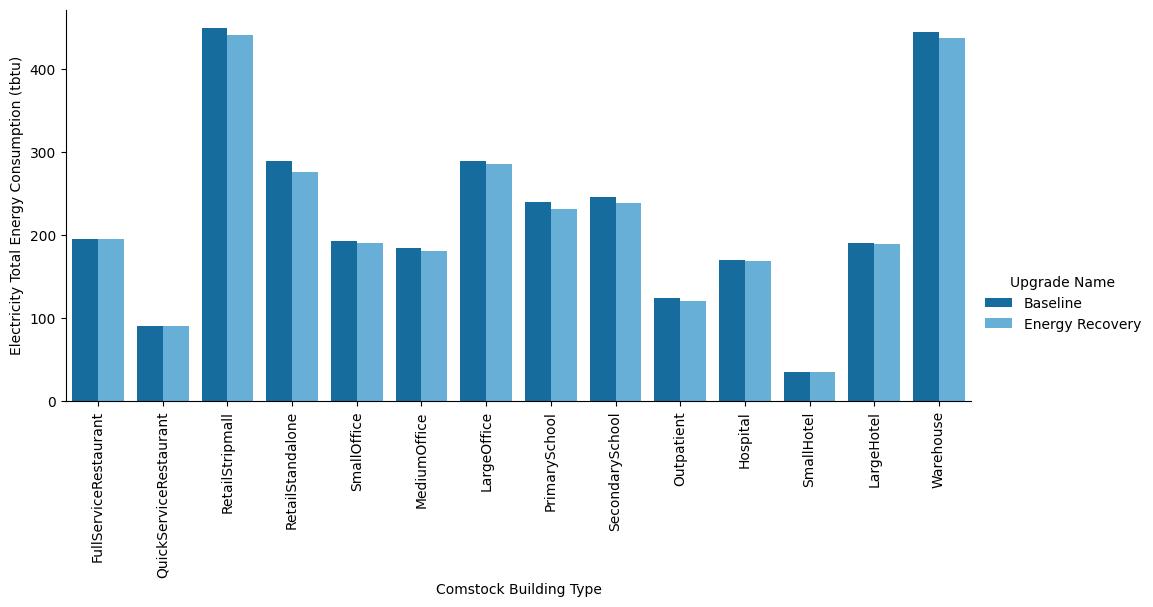 Electricity Total Energy Consumption (tbtu)
400
300
200
100
0
FullServiceRestaurant
QuickServiceRestaurant
RetailStripmall
RetailStandalone
SmallOffice
MediumOffice
LargeOffice
PrimarySchool
SecondarySchool
Outpatient
Hospital
SmallHotel
LargeHotel
Warehouse
Comstock Building Type
Upgrade Name
Baseline
Energy Recovery